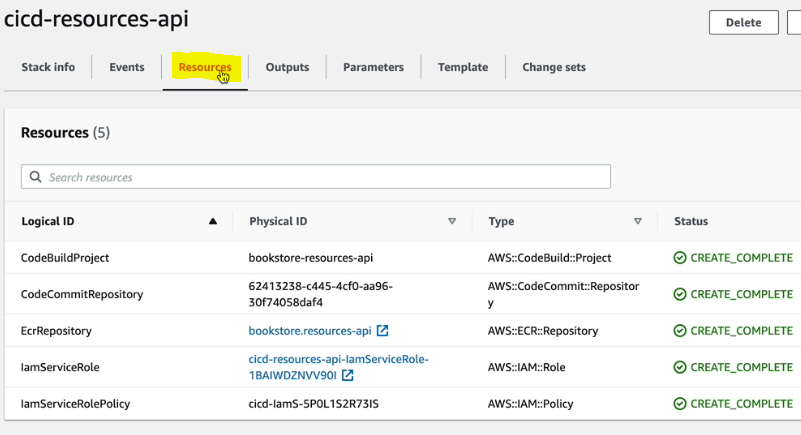 cicd-resources-api
Delete
Stack info
Events
Resources
Outputs
Parameters
Template
Change sets
Resources (5)
Search resources
Logical ID
Physical ID
Type
Status
CodeBuildProject
bookstore-resources-api
AWS::CodeBuild::Project
CREATE_COMPLETE
CodeCommitRepository
62413238-c445-4cf0-aa96-
30f74058daf4
AWS::CodeCommit::Repositor
y
CREATE_COMPLETE
EcrRepository
bookstore.resources-api
AWS::ECR::Repository
CREATE_COMPLETE
IamServiceRole
cicd-resources-api-IamServiceRole-
1BAIWDZNVV90I
AWS::IAM::Role
CREATE_COMPLETE
IamServiceRolePolicy
cicd-IamS-5P0L1S2R73IS
AWS::IAM::Policy
CREATE_COMPLETE